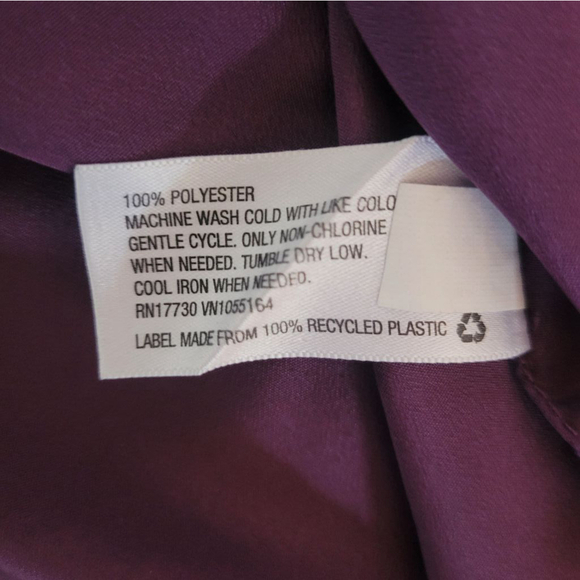 100% POLYESTER
MACHINE WASH COLD WITH LIKE COLO
GENTLE CYCLE. ONLY NON-CHLORINE
WHEN NEEDED. TUMBLE DRY LOW.
COOL IRON WHEN NEEDED.
RN17730 VN1055164
LABEL MADE FROM 100% RECYCLED PLASTIC